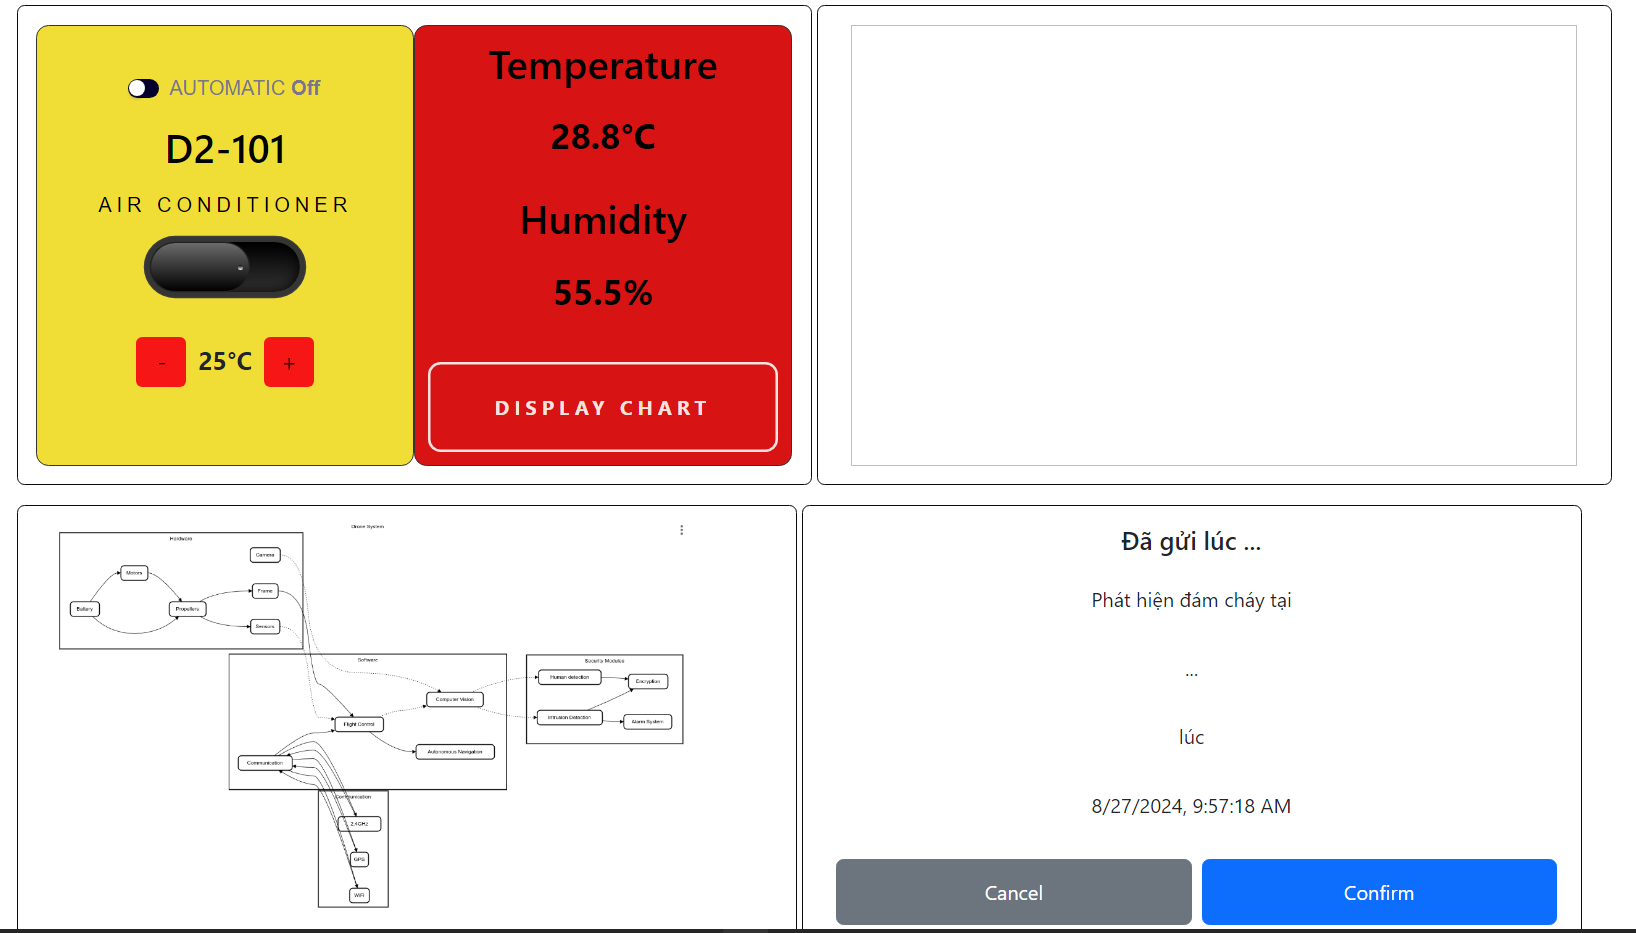 AUTOMATIC Off
D2-101
AIR CONDITIONER
- 25°C +
Temperature
28.8°C
Humidity
55.5%
DISPLAY CHART
Drone System
Hardware
Camera
Motors
Frame
Battery
Propellers
Sensors
Software
Computer Vision
Flight Control
Autonomous Navigation
Communication
Security Modules
Human detection
Encryption
Intrusion Detection
Alarm System
Communication
2.4GHz
GPS
WiFi
Đã gửi lúc ...
Phát hiện đám cháy tại
...
lúc
8/27/2024, 9:57:18 AM
Cancel
Confirm